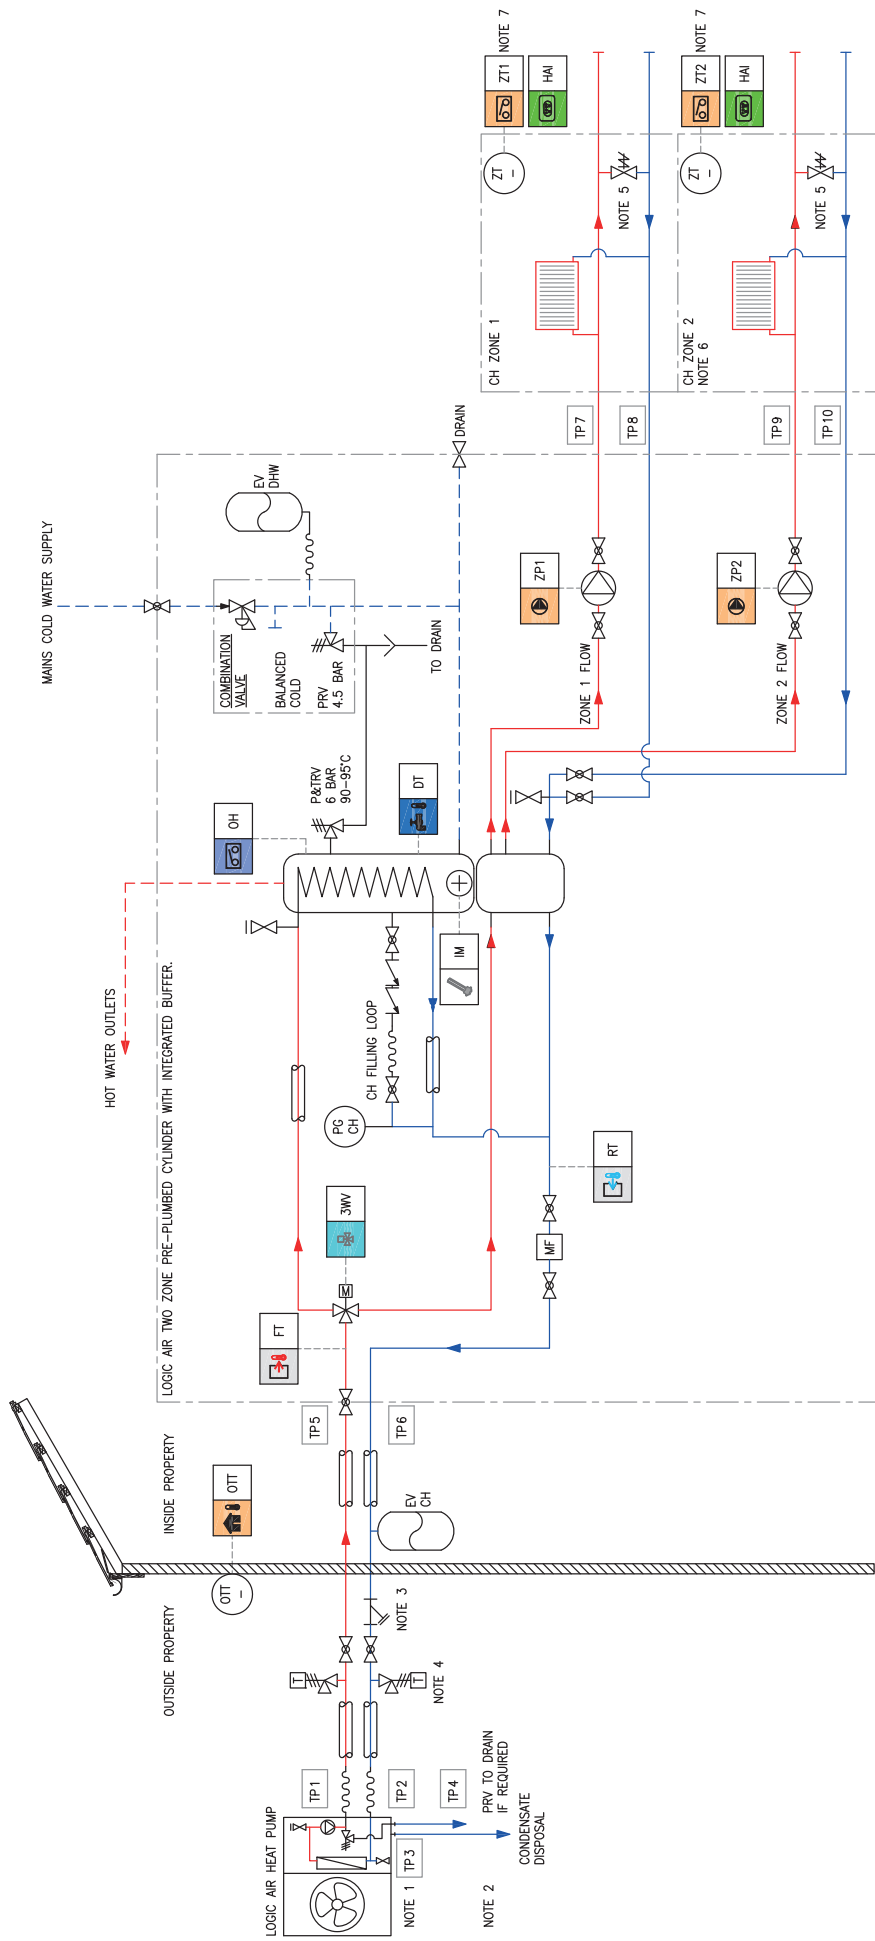 LOGIC AIR HEAT PUMP
NOTE 1
NOTE 2
TP1
TP2
TP3
TP4
PRV TO DRAIN
IF REQUIRED
CONDENSATE
DISPOSAL
OUTSIDE PROPERTY
T
T
NOTE 4
NOTE 3
OTT
–
OTT
INSIDE PROPERTY
EV
CH
TP5
TP6
LOGIC AIR TWO ZONE PRE-PLUMBED CYLINDER WITH INTEGRATED BUFFER.
FT
M
3WV
MF
RT
PG
CH
CH FILLING LOOP
HOT WATER OUTLETS
IM
OH
P&TRV
6 BAR
90-95°C
DT
MAINS COLD WATER SUPPLY
COMBINATION
VALVE
BALANCED
COLD
PRV
4.5 BAR
TO DRAIN
EV
DHW
DRAIN
ZONE 1 FLOW
ZP1
ZONE 2 FLOW
ZP2
TP7
TP8
TP9
TP10
CH ZONE 1
NOTE 5
ZT
–
ZT1
NOTE 7
HAI
CH ZONE 2
NOTE 6
NOTE 5
ZT
–
ZT2
NOTE 7
HAI